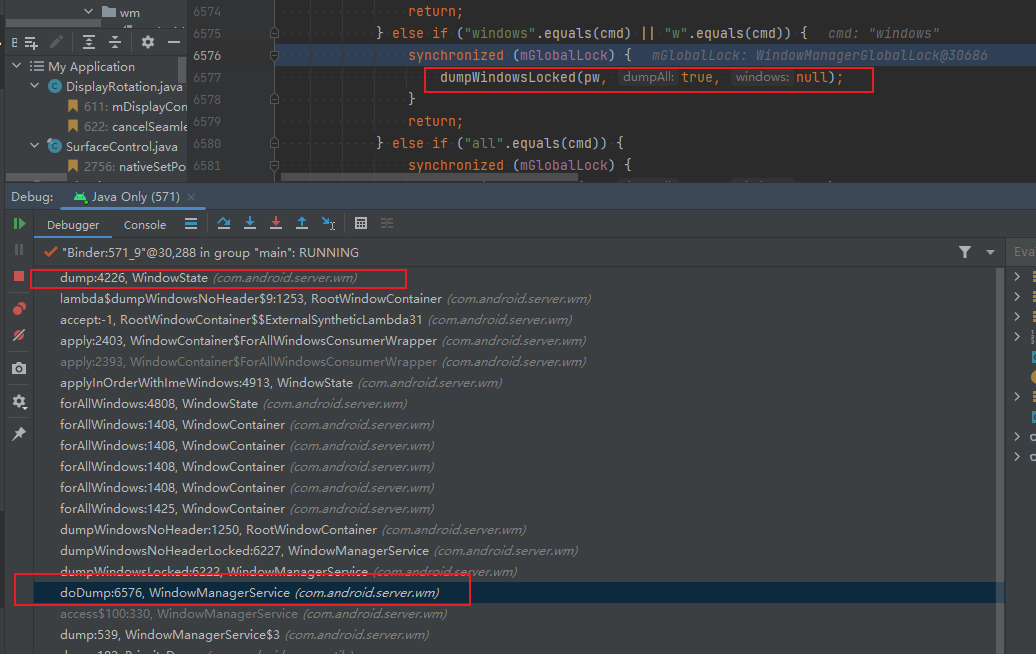 wm
6574 return;
6575 } else if ("windows".equals(cmd) || "w".equals(cmd)) { cmd: "windows"
6576 synchronized (mGlobalLock) { mGlobalLock: WindowManagerGlobalLock@30686
My Application
6577 dumpWindowsLocked(pw, dumpAll: true, windows: null);
DisplayRotation.java
6578 }
611: mDisplayCon
6579 return;
622: cancelSeamle
6580 } else if ("all".equals(cmd)) {
SurfaceControl.java
6581 synchronized (mGlobalLock) {
2756: nativeSetPo
Debug: Java Only (571)
Debugger Console
"Binder:571_9"@30,288 in group "main": RUNNING
Eva
dump:4226, WindowState (com.android.server.wm)
lambda$dumpWindowsNoHeader$9:1253, RootWindowContainer (com.android.server.wm)
accept:-1, RootWindowContainer$$ExternalSyntheticLambda31 (com.android.server.wm)
apply:2403, WindowContainer$ForAllWindowsConsumerWrapper (com.android.server.wm)
apply:2393, WindowContainer$ForAllWindowsConsumerWrapper (com.android.server.wm)
applyInOrderWithImeWindows:4913, WindowState (com.android.server.wm)
forAllWindows:4808, WindowState (com.android.server.wm)
forAllWindows:1408, WindowContainer (com.android.server.wm)
forAllWindows:1408, WindowContainer (com.android.server.wm)
forAllWindows:1408, WindowContainer (com.android.server.wm)
forAllWindows:1408, WindowContainer (com.android.server.wm)
forAllWindows:1425, WindowContainer (com.android.server.wm)
dumpWindowsNoHeader:1250, RootWindowContainer (com.android.server.wm)
dumpWindowsNoHeaderLocked:6227, WindowManagerService (com.android.server.wm)
dumpWindowsLocked:6222, WindowManagerService (com.android.server.wm)
doDump:6576, WindowManagerService (com.android.server.wm)
access$100:330, WindowManagerService (com.android.server.wm)
dump:539, WindowManagerService$3 (com.android.server.wm)